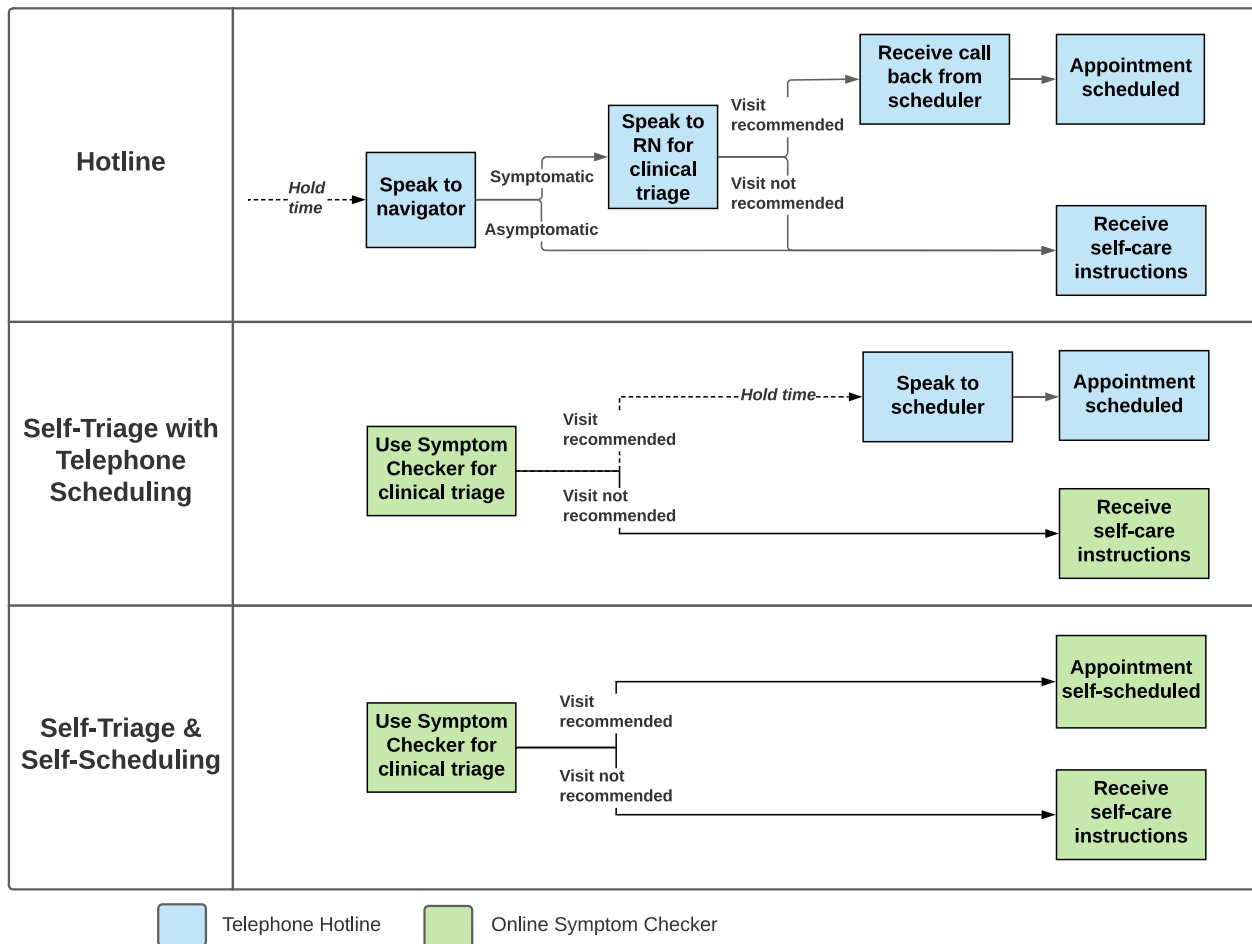 Hotline
Hold
time
Speak to
navigator
Symptomatic
Asymptomatic
Speak to
RN for
clinical
triage
Visit
recommended
Visit not
recommended
Receive call
back from
scheduler
Appointment
scheduled
Receive
self-care
instructions
Self-Triage with
Telephone
Scheduling
Use Symptom
Checker for
clinical triage
Visit
recommended
Visit not
recommended
Hold time
Speak to
scheduler
Appointment
scheduled
Receive
self-care
instructions
Self-Triage &
Self-Scheduling
Use Symptom
Checker for
clinical triage
Visit
recommended
Visit not
recommended
Appointment
self-scheduled
Receive
self-care
instructions
Telephone Hotline
Online Symptom Checker